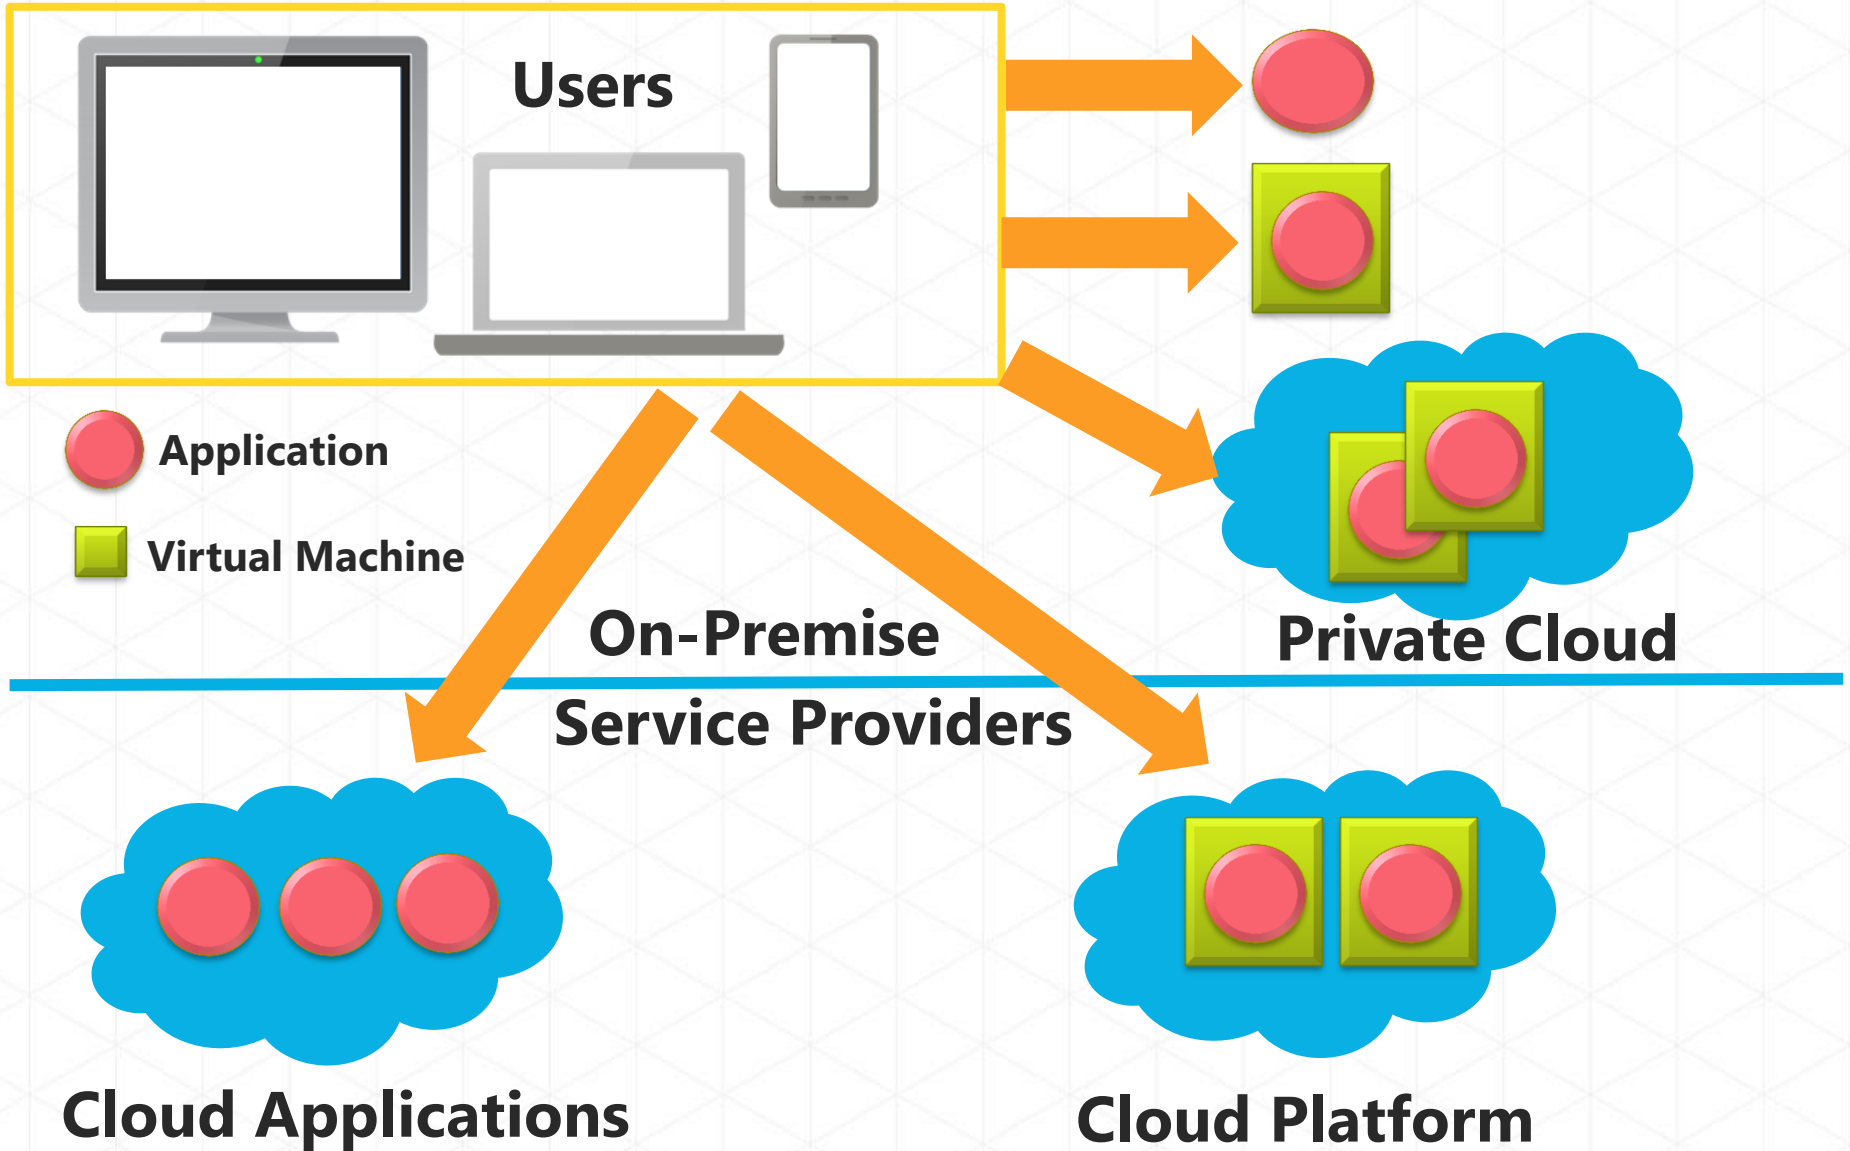 Users
Application
Virtual Machine
On-Premise
Private Cloud
Service Providers
Cloud Applications
Cloud Platform